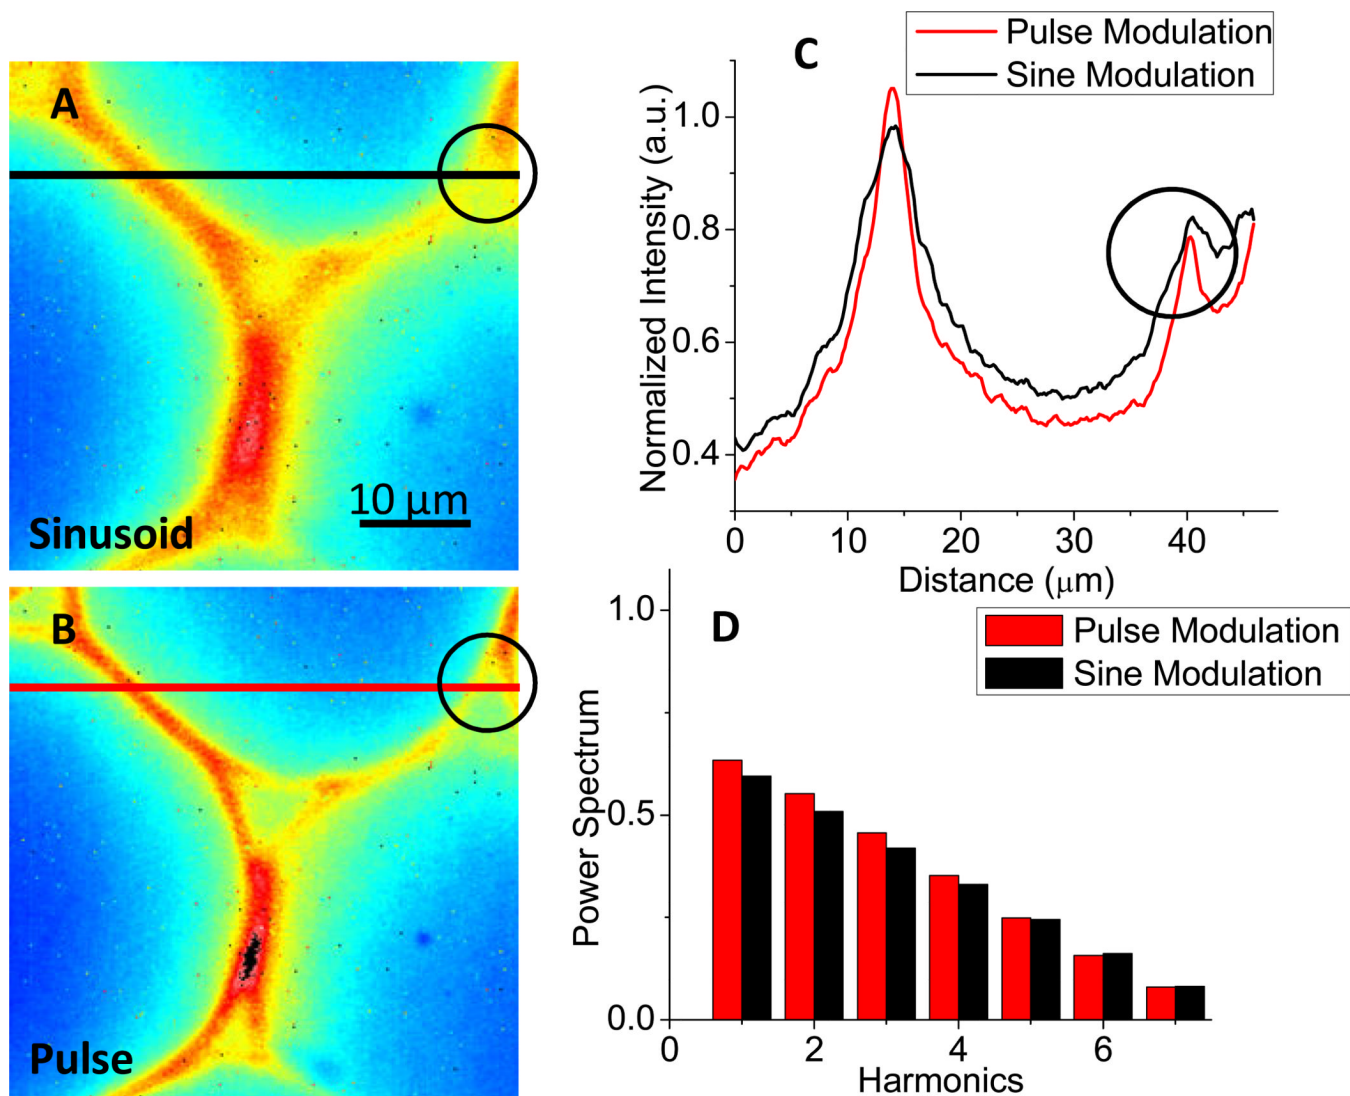 A
10 μm
Sinusoid
B
Pulse
C
Pulse Modulation
Sine Modulation
Normalized Intensity (a.u.)
1.0
0.8
0.6
0.4
0 10 20 30 40
Distance (μm)
D
Pulse Modulation
Sine Modulation
Power Spectrum
1.0
0.5
0.0
0 2 4 6
Harmonics